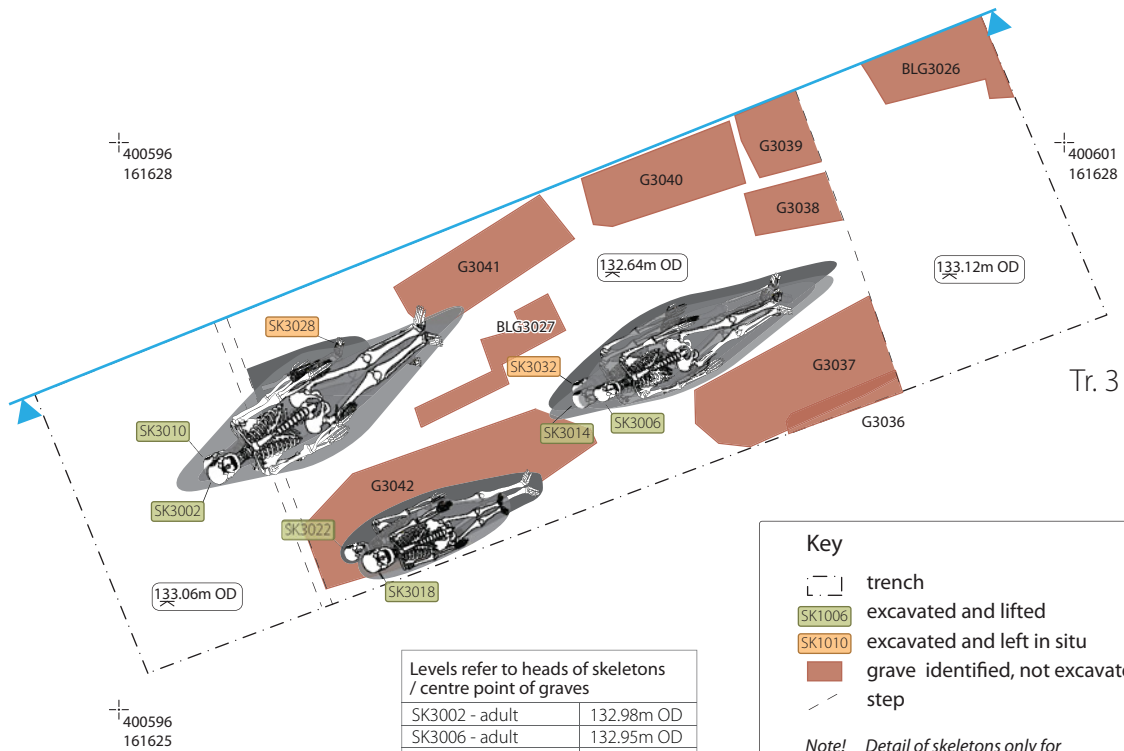 BLG3026
400596
161628
G3039
400601
161628
G3040
G3038
G3041
132.64m OD
133.12m OD
SK3028
BLG3027
SK3032
G3037
Tr. 3
SK3010
SK3014
SK3006
G3036
SK3002
G3042
SK3022
133.06m OD
SK3018
Key
trench
SK1006 excavated and lifted
SK1010 excavated and left in situ
grave identified, not excavate
step
Note! Detail of skeletons only for
Levels refer to heads of skeletons
/ centre point of graves
SK3002 - adult 132.98m OD
SK3006 - adult 132.95m OD
400596
161625